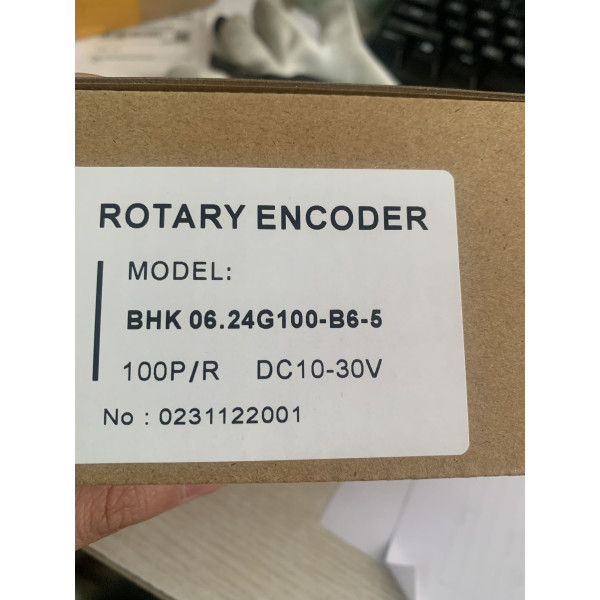 ROTARY ENCODER
MODEL:
BHK 06.24G100-B6-5
100P/R DC10-30V
No : 0231122001